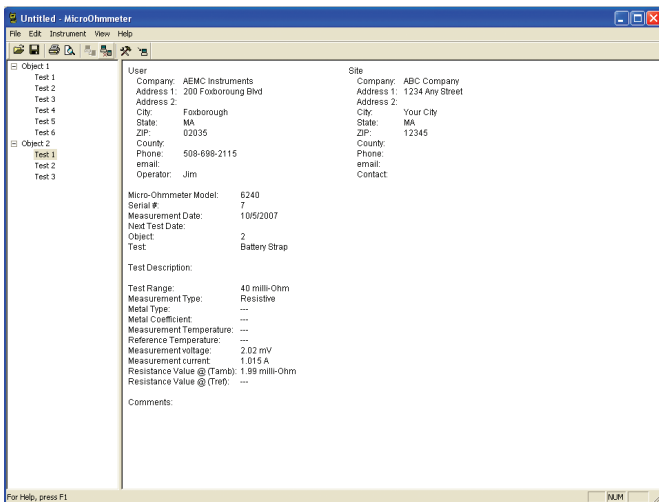 Untitled - MicroOhmmeter
File Edit Instrument View Help
Object 1
Test 1
Test 2
Test 3
Test 4
Test 5
Test 6
Object 2
Test 1
Test 2
Test 3
User
Company: AEMC Instruments
Address 1: 200 Foxboroung Blvd
Address 2:
City: Foxborough
State: MA
ZIP: 02035
County:
Phone: 508-698-2115
email:
Operator: Jim
Site
Company: ABC Company
Address 1: 1234 Any Street
Address 2:
City: Your City
State: MA
ZIP: 12345
County:
Phone:
email:
Contact:
Micro-Ohmmeter Model: 6240
Serial #: 7
Measurement Date: 10/5/2007
Next Test Date:
Object: 2
Test: Battery Strap
Test Description:
Test Range: 40 milli-Ohm
Measurement Type: Resistive
Metal Type: ---
Metal Coefficient: ---
Measurement Temperature: ---
Reference Temperature: ---
Measurement voltage: 2.02 mV
Measurement current: 1.015 A
Resistance Value @ (Tamb): 1.99 milli-Ohm
Resistance Value @ (Tref): ---
Comments:
For Help, press F1
NUM